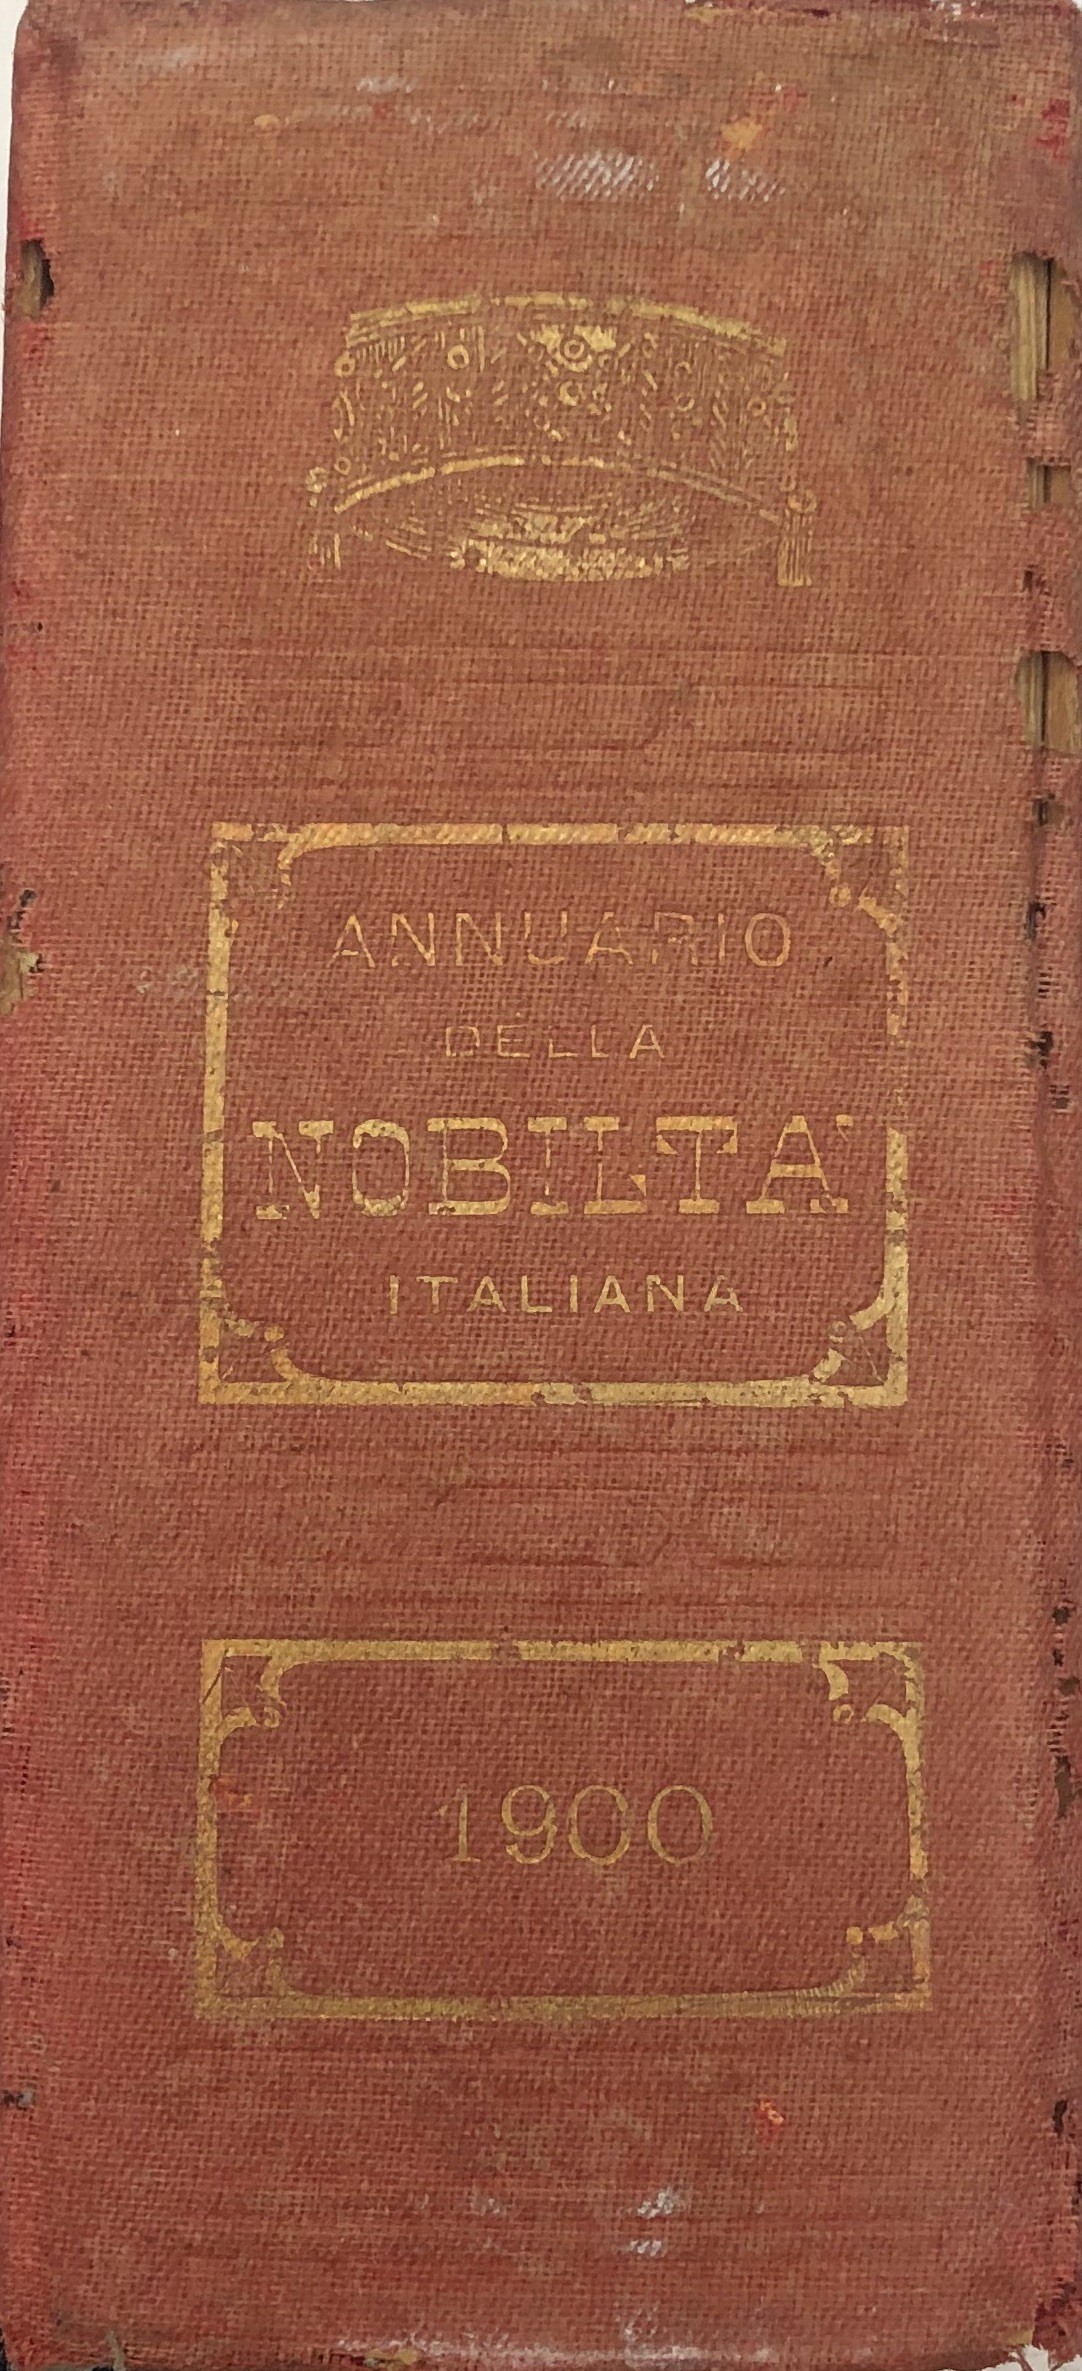 ANNUARIO
DELLA
NOBILTA'
ITALIANA
1900